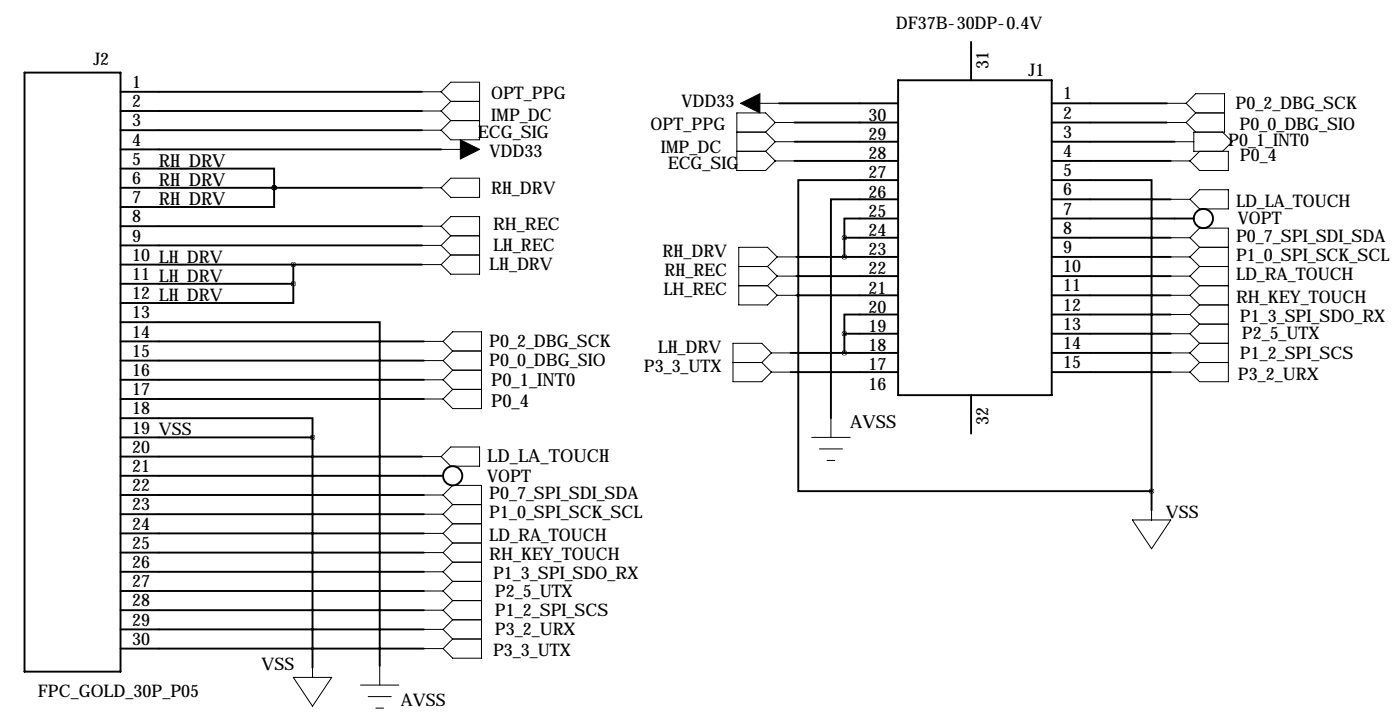 J2
1
OPT_PPG
2
IMP_DC
3
ECG_SIG
4
VDD33
5 RH_DRV
6 RH_DRV
RH_DRV
7 RH_DRV
8
RH_REC
9
LH_REC
10 LH_DRV
LH_DRV
11 LH_DRV
12 LH_DRV
13
14
P0_2_DBG_SCK
15
P0_0_DBG_SIO
16
P0_1_INT0
17
P0_4
18
19 VSS
20
LD_LA_TOUCH
21
VOPT
22
P0_7_SPI_SDI_SDA
23
P1_0_SPI_SCK_SCL
24
LD_RA_TOUCH
25
RH_KEY_TOUCH
26
P1_3_SPI_SDO_RX
27
P2_5_UTX
28
P1_2_SPI_SCS
29
P3_2_URX
30
P3_3_UTX
VSS
AVSS
FPC_GOLD_30P_P05
DF37B-30DP-0.4V
31
J1
VDD33
30
OPT_PPG
29
IMP_DC
28
ECG_SIG
27
26
25
24
RH_DRV
23
RH_REC
22
LH_REC
21
20
19
LH_DRV
18
P3_3_UTX
17
16
1
P0_2_DBG_SCK
2
P0_0_DBG_SIO
3
P0_1_INT0
4
P0_4
5
6
LD_LA_TOUCH
7
VOPT
8
P0_7_SPI_SDI_SDA
9
P1_0_SPI_SCK_SCL
10
LD_RA_TOUCH
11
RH_KEY_TOUCH
12
P1_3_SPI_SDO_RX
13
P2_5_UTX
14
P1_2_SPI_SCS
15
P3_2_URX
32
AVSS
VSS